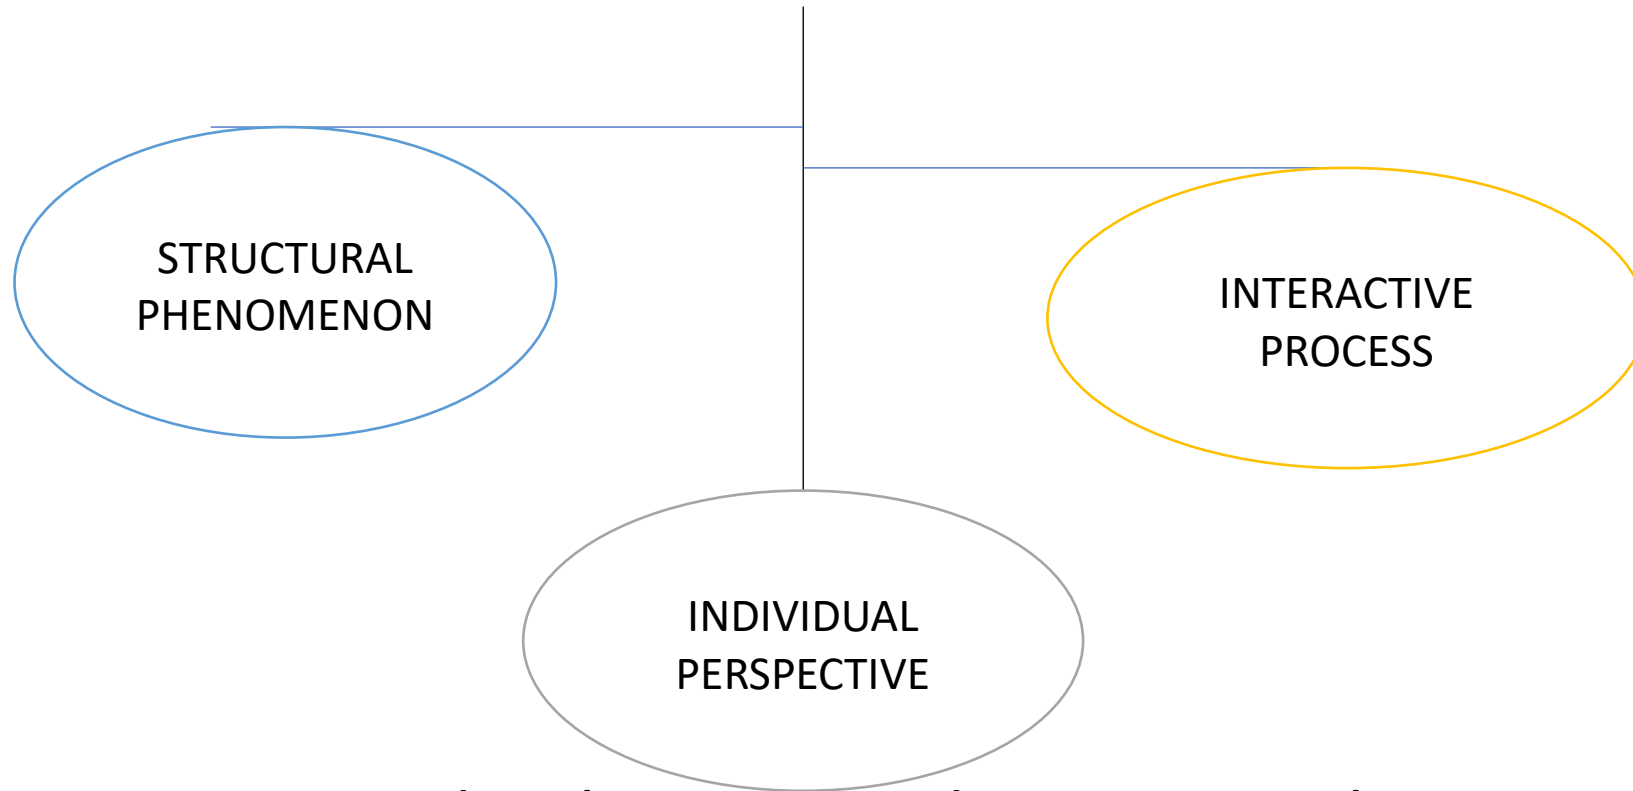 STRUCTURAL
PHENOMENON
INTERACTIVE
PROCESS
INDIVIDUAL
PERSPECTIVE